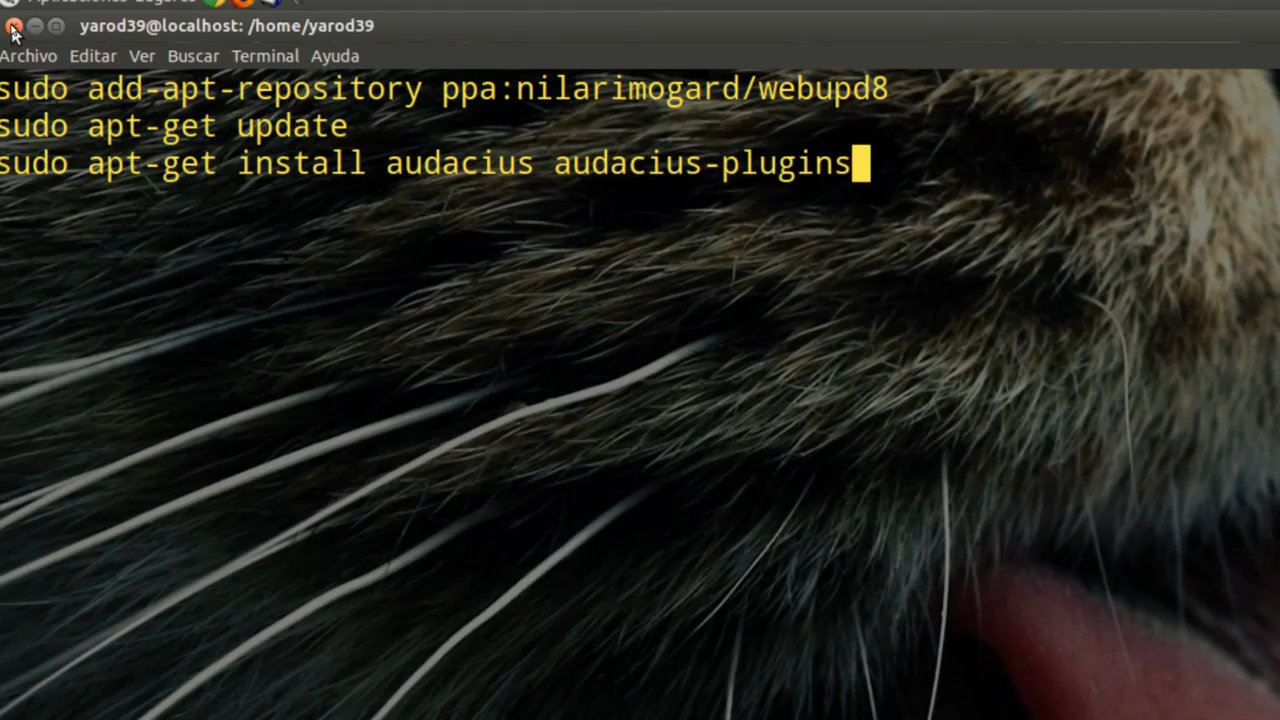 yarod39@localhost: /home/yarod39
Archivo Editar Ver Buscar Terminal Ayuda
sudo add-apt-repository ppa:nilarimogard/webupd8
sudo apt-get update
sudo apt-get install audacius audacius-plugins